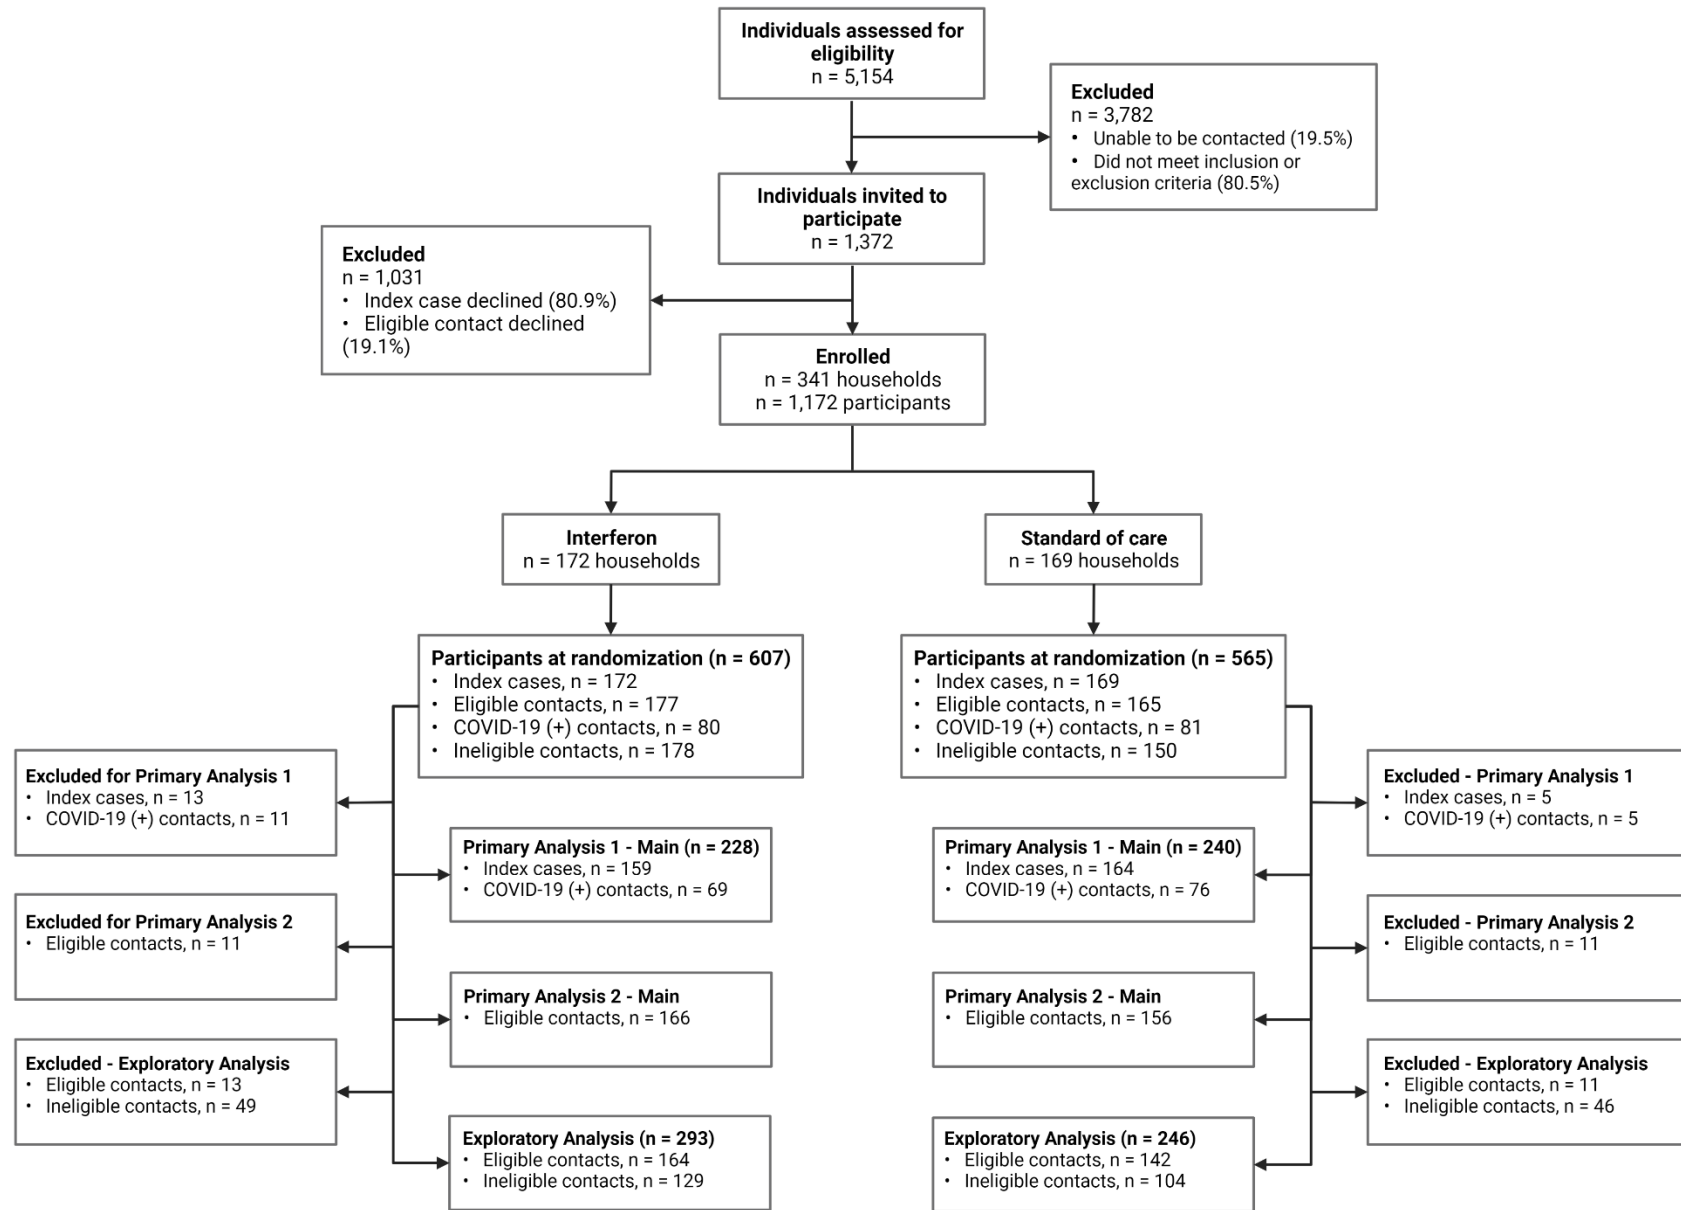 Individuals assessed for
eligibility
n = 5,154
Excluded
n = 3,782
• Unable to be contacted (19.5%)
• Did not meet inclusion or
exclusion criteria (80.5%)
Individuals invited to
participate
n = 1,372
Excluded
n = 1,031
• Index case declined (80.9%)
• Eligible contact declined
(19.1%)
Enrolled
n = 341 households
n = 1,172 participants
Interferon
n = 172 households
Standard of care
n = 169 households
Participants at randomization (n = 607)
• Index cases, n = 172
• Eligible contacts, n = 177
• COVID-19 (+) contacts, n = 80
• Ineligible contacts, n = 178
Participants at randomization (n = 565)
• Index cases, n = 169
• Eligible contacts, n = 165
• COVID-19 (+) contacts, n = 81
• Ineligible contacts, n = 150
Excluded for Primary Analysis 1
• Index cases, n = 13
• COVID-19 (+) contacts, n = 11
Excluded - Primary Analysis 1
• Index cases, n = 5
• COVID-19 (+) contacts, n = 5
Primary Analysis 1 - Main (n = 228)
• Index cases, n = 159
• COVID-19 (+) contacts, n = 69
Primary Analysis 1 - Main (n = 240)
• Index cases, n = 164
• COVID-19 (+) contacts, n = 76
Excluded for Primary Analysis 2
• Eligible contacts, n = 11
Excluded - Primary Analysis 2
• Eligible contacts, n = 11
Primary Analysis 2 - Main
• Eligible contacts, n = 166
Primary Analysis 2 - Main
• Eligible contacts, n = 156
Excluded - Exploratory Analysis
• Eligible contacts, n = 13
• Ineligible contacts, n = 49
Excluded - Exploratory Analysis
• Eligible contacts, n = 11
• Ineligible contacts, n = 46
Exploratory Analysis (n = 293)
• Eligible contacts, n = 164
• Ineligible contacts, n = 129
Exploratory Analysis (n = 246)
• Eligible contacts, n = 142
• Ineligible contacts, n = 104